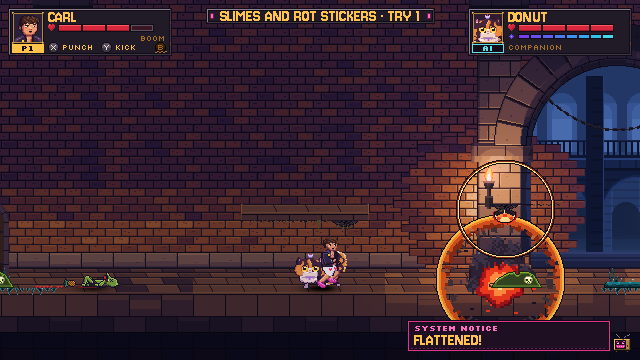 CARL
P1
X PUNCH Y KICK
BOOM
B
SLIMES AND ROT STICKERS · TRY 1
DONUT
AI
COMPANION
SYSTEM NOTICE
FLATTENED!